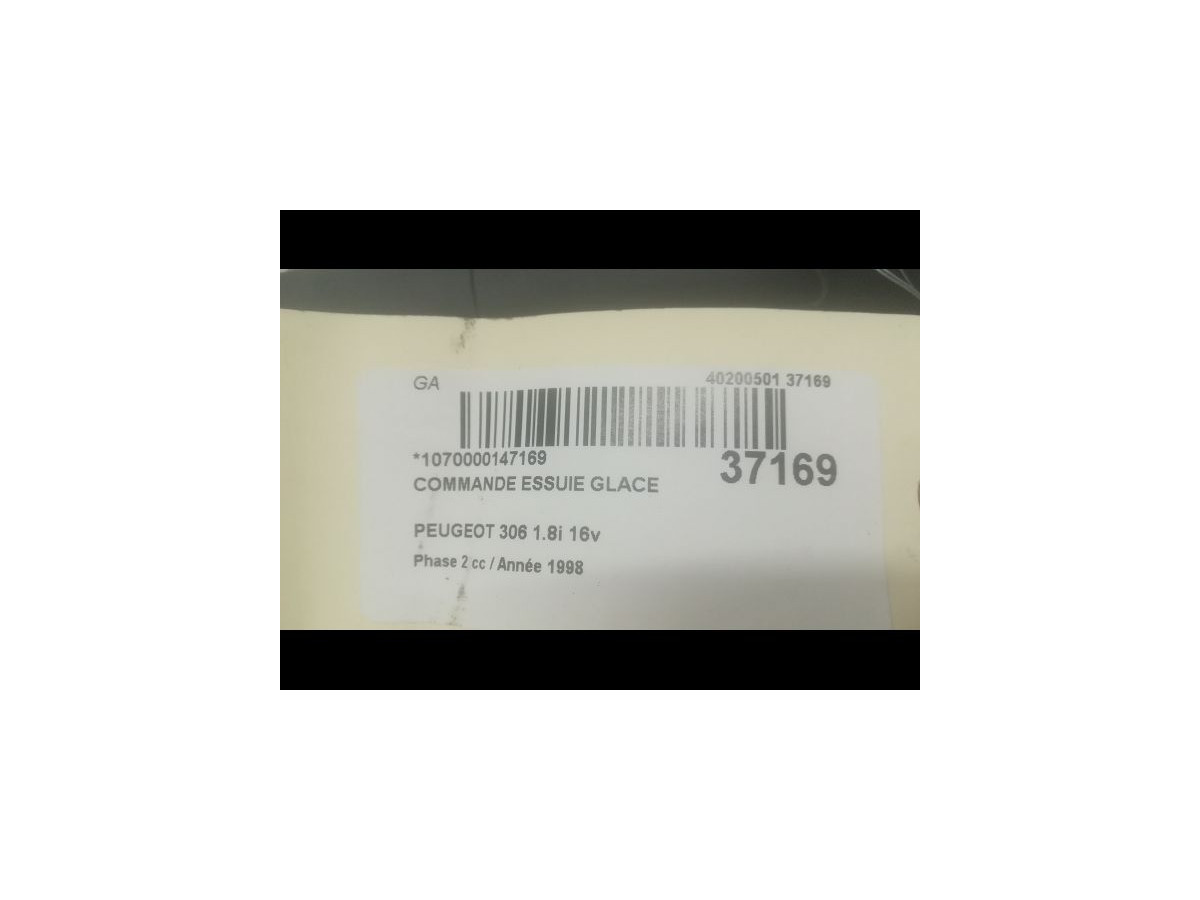 GA 40200501 37169
*1070000147169 37169
COMMANDE ESSUIE GLACE
PEUGEOT 306 1.8i 16v
Phase 2 cc / Année 1998